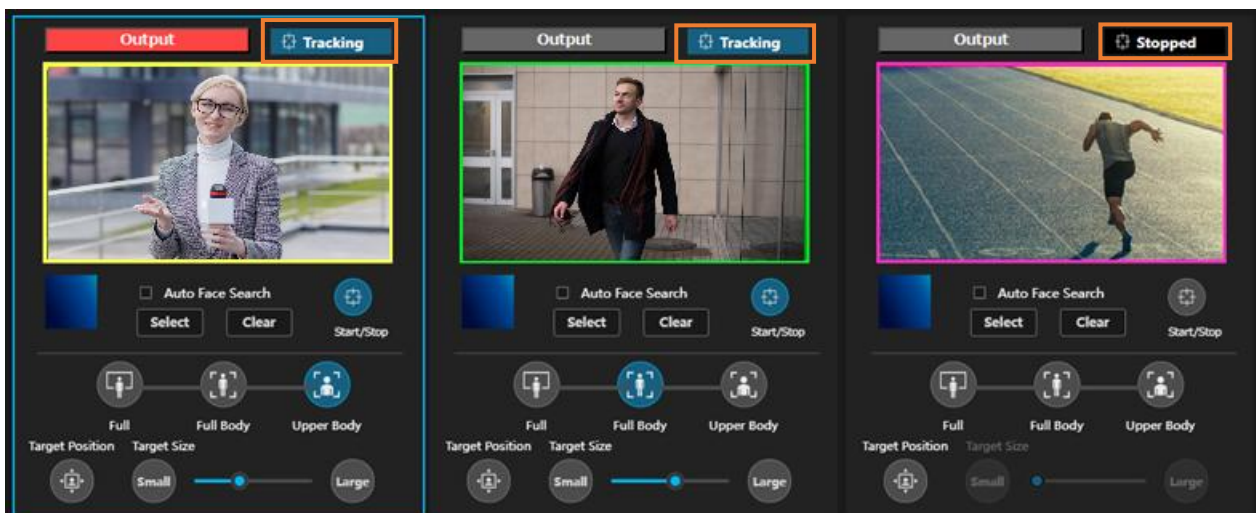 Output Tracking
Auto Face Search
Select Clear
Start/Stop
Full Full Body Upper Body
Target Position Target Size
Small Large
Output Tracking
Auto Face Search
Select Clear
Start/Stop
Full Full Body Upper Body
Target Position Target Size
Small Large
Output Stopped
Auto Face Search
Select Clear
Start/Stop
Full Full Body Upper Body
Target Position Target Size
Small Large